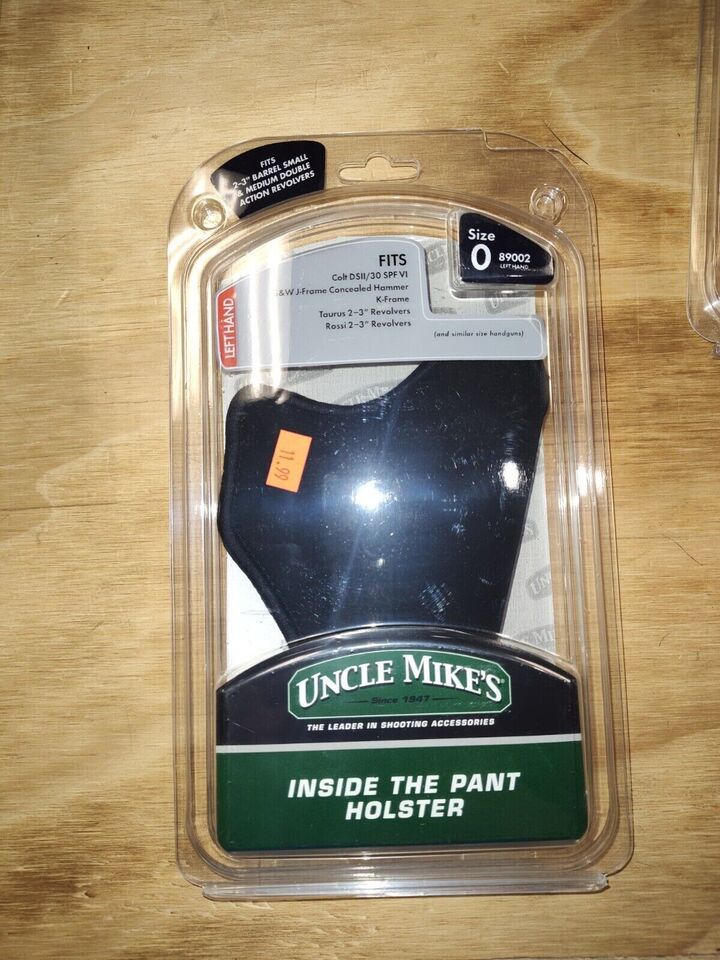 FITS
2-3" BARREL SMALL
& MEDIUM DOUBLE
ACTION REVOLVERS
Size
0 89002
LEFT HAND
FITS
Colt DSII/30 SPF VI
S&W J-Frame Concealed Hammer
K-Frame
Taurus 2-3" Revolvers
Rossi 2-3" Revolvers
(and similar size handguns)
LEFT HAND
11.99
UNCLE MIKE'S
Since 1947
THE LEADER IN SHOOTING ACCESSORIES
INSIDE THE PANT
HOLSTER